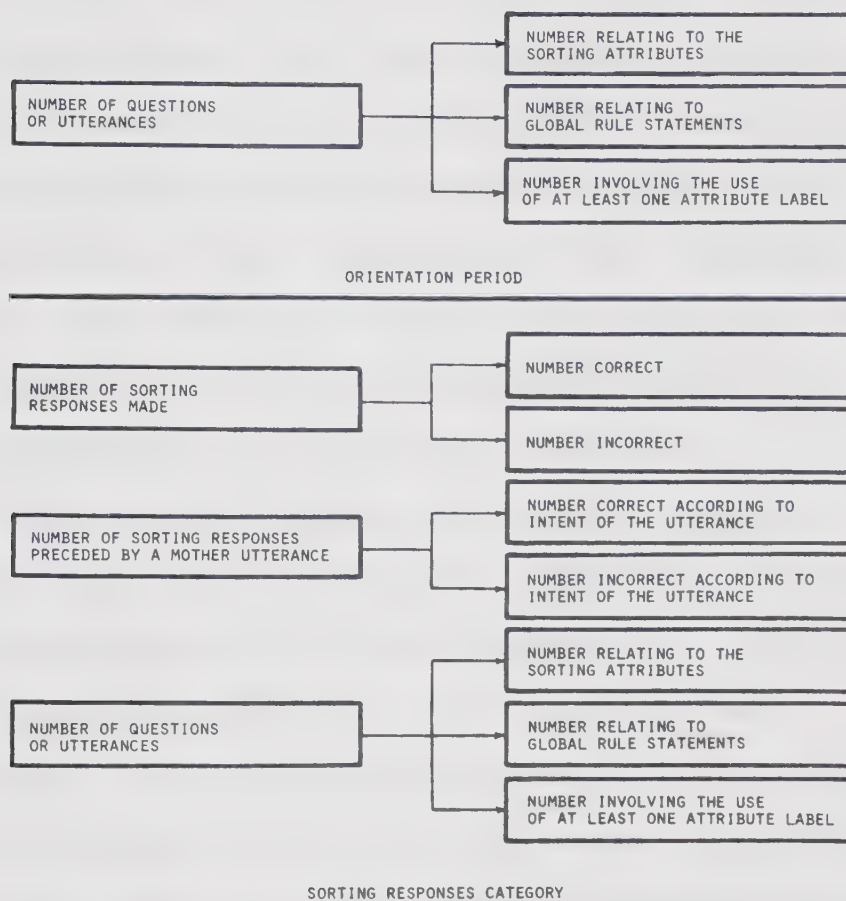 NUMBER OF QUESTIONS
OR UTTERANCES
NUMBER RELATING TO THE
SORTING ATTRIBUTES
NUMBER RELATING TO
GLOBAL RULE STATEMENTS
NUMBER INVOLVING THE USE
OF AT LEAST ONE ATTRIBUTE LABEL
ORIENTATION PERIOD
NUMBER OF SORTING
RESPONSES MADE
NUMBER CORRECT
NUMBER INCORRECT
NUMBER OF SORTING RESPONSES
PRECEDED BY A MOTHER UTTERANCE
NUMBER CORRECT ACCORDING TO
INTENT OF THE UTTERANCE
NUMBER INCORRECT ACCORDING TO
INTENT OF THE UTTERANCE
NUMBER OF QUESTIONS
OR UTTERANCES
NUMBER RELATING TO THE
SORTING ATTRIBUTES
NUMBER RELATING TO
GLOBAL RULE STATEMENTS
NUMBER INVOLVING THE USE
OF AT LEAST ONE ATTRIBUTE LABEL
SORTING RESPONSES CATEGORY